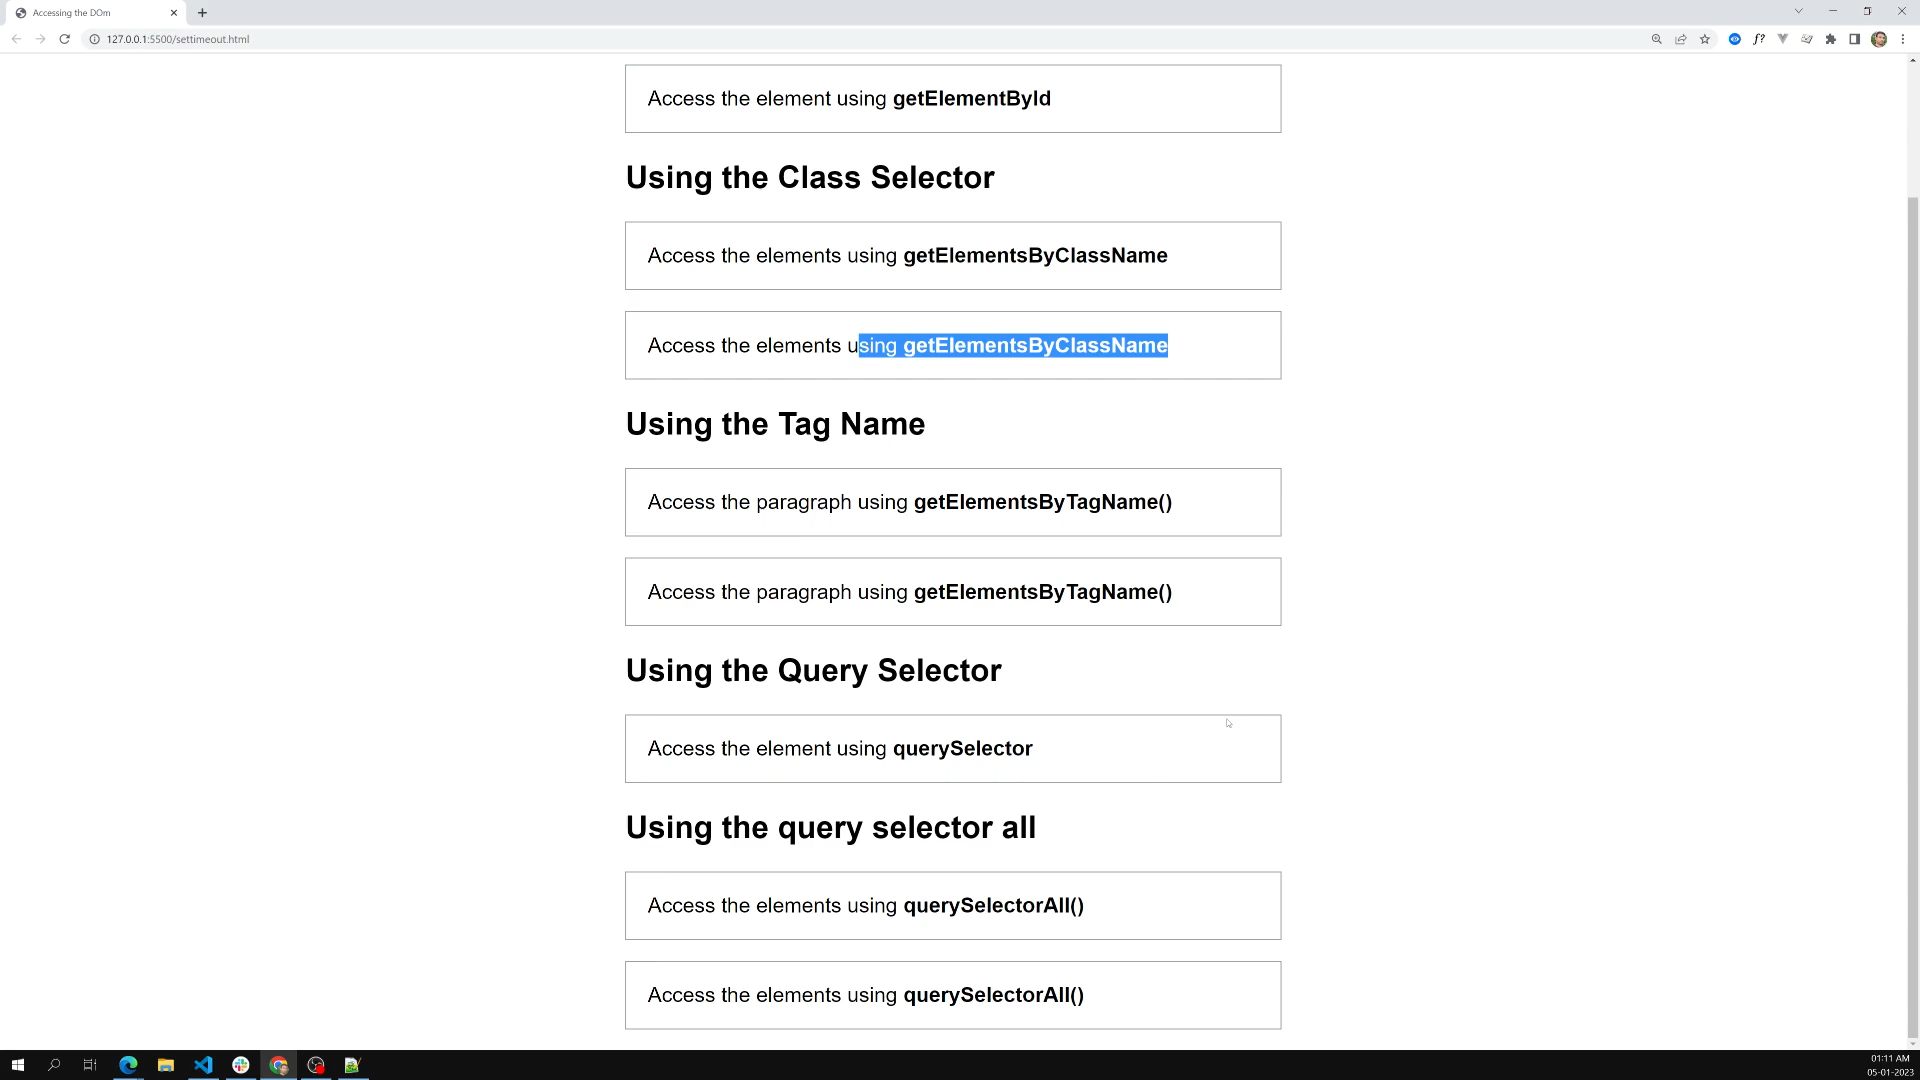 Accessing the DOm
127.0.0.1:5500/settimeout.html
f?
Access the element using getElementById
Using the Class Selector
Access the elements using getElementsByClassName
Access the elements using getElementsByClassName
Using the Tag Name
Access the paragraph using getElementsByTagName()
Access the paragraph using getElementsByTagName()
Using the Query Selector
Access the element using querySelector
Using the query selector all
Access the elements using querySelectorAll()
Access the elements using querySelectorAll()
01:11 AM
05-01-2023